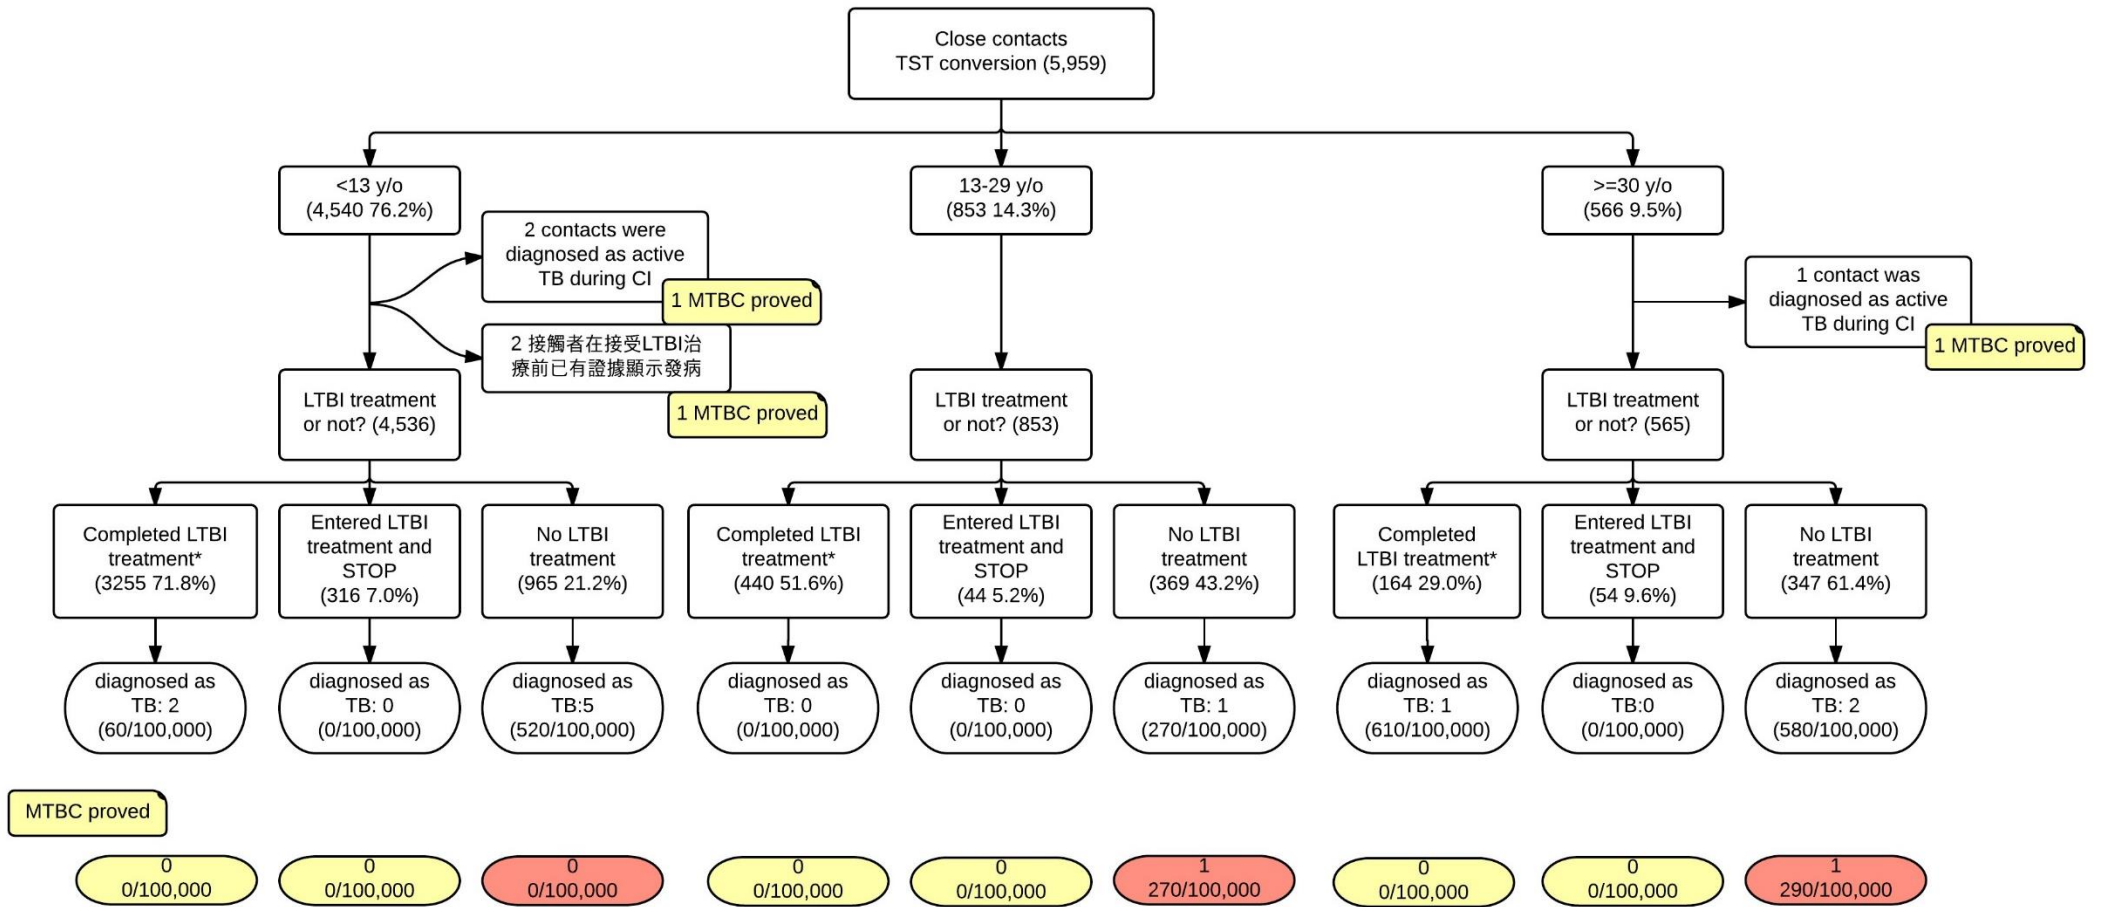 Close contacts
TST conversion (5,959)
<13 y/o
(4,540 76.2%)
13-29 y/o
(853 14.3%)
>=30 y/o
(566 9.5%)
2 contacts were
diagnosed as active
TB during CI
1 MTBC proved
2 接觸者在接受LTBI治
療前已有證據顯示發病
1 MTBC proved
1 contact was
diagnosed as active
TB during CI
1 MTBC proved
LTBI treatment
or not? (4,536)
LTBI treatment
or not? (853)
LTBI treatment
or not? (565)
Completed LTBI
treatment*
(3255 71.8%)
Entered LTBI
treatment and
STOP
(316 7.0%)
No LTBI
treatment
(965 21.2%)
Completed LTBI
treatment*
(440 51.6%)
Entered LTBI
treatment and
STOP
(44 5.2%)
No LTBI
treatment
(369 43.2%)
Completed
LTBI treatment*
(164 29.0%)
Entered LTBI
treatment and
STOP
(54 9.6%)
No LTBI
treatment
(347 61.4%)
diagnosed as
TB: 2
(60/100,000)
diagnosed as
TB: 0
(0/100,000)
diagnosed as
TB:5
(520/100,000)
diagnosed as
TB: 0
(0/100,000)
diagnosed as
TB: 0
(0/100,000)
diagnosed as
TB: 1
(270/100,000)
diagnosed as
TB: 1
(610/100,000)
diagnosed as
TB:0
(0/100,000)
diagnosed as
TB: 2
(580/100,000)
MTBC proved
0
0/100,000
0
0/100,000
0
0/100,000
0
0/100,000
0
0/100,000
1
270/100,000
0
0/100,000
0
0/100,000
1
290/100,000